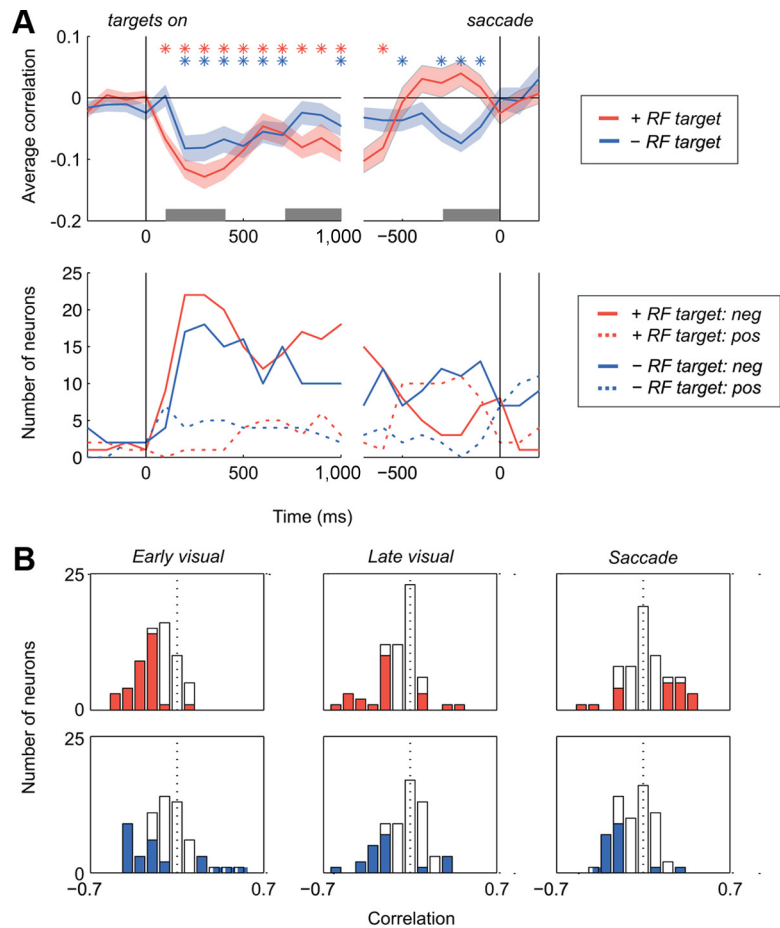 A
targets on
saccade
Average correlation
0.1
0
-0.1
-0.2
* * * * * * * * * * *
* * * * * * * * * * *
0 500 1,000 −500 0
+ RF target
− RF target
Number of neurons
25
20
15
10
5
0
0 500 1,000 −500 0
Time (ms)
+ RF target: neg
+ RF target: pos
− RF target: neg
− RF target: pos
B
Early visual Late visual Saccade
Number of neurons
25
0
25
0
−0.7 0.7 −0.7 0.7 −0.7 0.7
Correlation